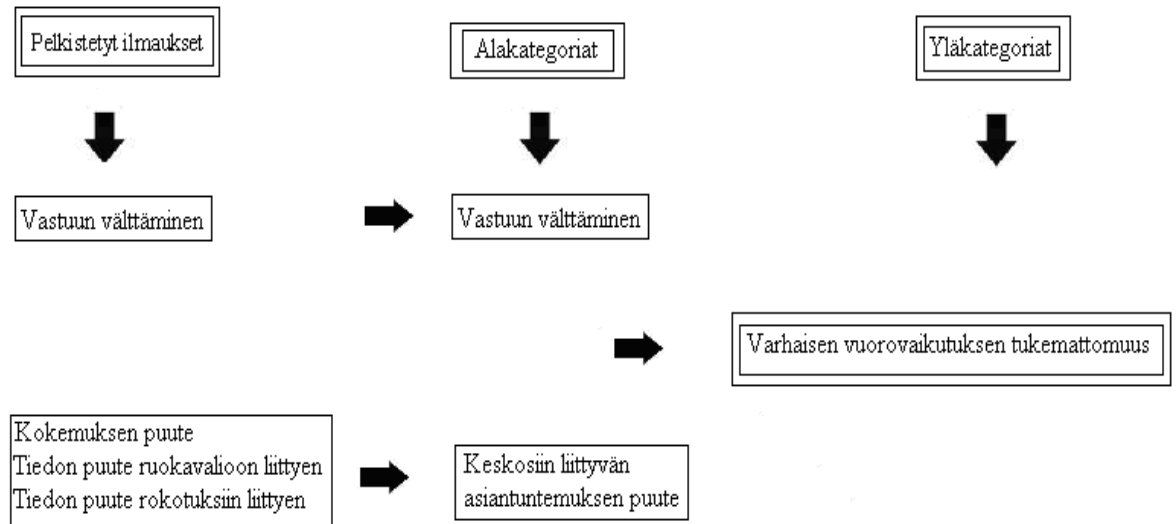 Pelkistetyt ilmaukset
Alakategoriat
Yläkategoriat
Vastuun välttäminen
Vastuun välttäminen
Varhaisen vuorovaikutuksen tukemattomuus
Kokemuksen puute
Tiedon puute ruokavalioon liittyen
Tiedon puute rokotuksiin liittyen
Keskosiin liittyvän
asiantuntemuksen puute